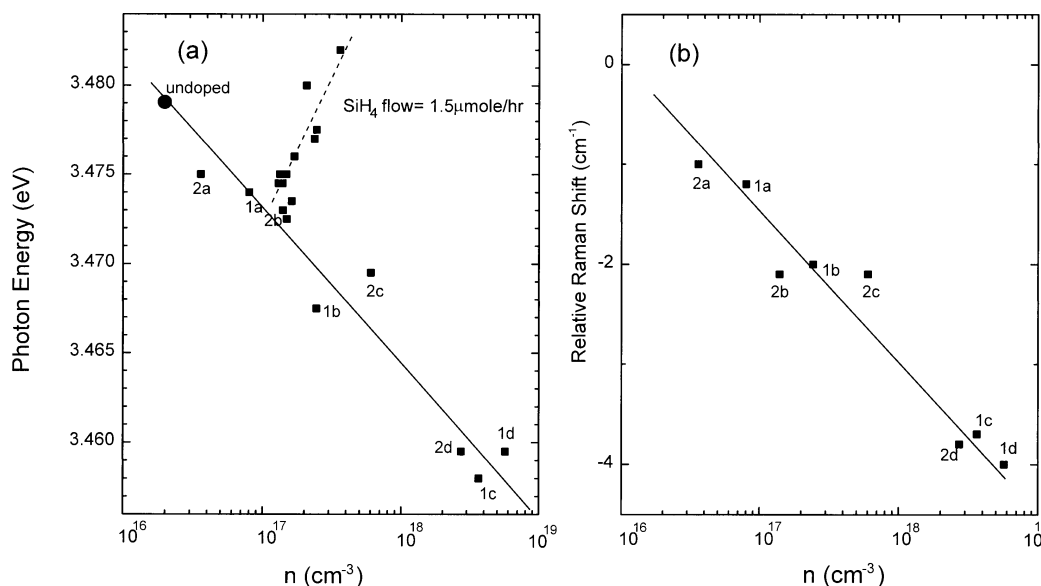 (a)
undoped
SiH₄ flow= 1.5μmole/hr
2a
1a
2b
2c
1b
2d
1d
1c
3.480
3.475
3.470
3.465
3.460
Photon Energy (eV)
10¹⁶
10¹⁷
10¹⁸
10¹⁹
n (cm⁻³)
(b)
0
-2
-4
Relative Raman Shift (cm⁻¹)
2a
1a
1b
2b
2c
1c
2d
1d
10¹⁶
10¹⁷
10¹⁸
1
n (cm⁻³)